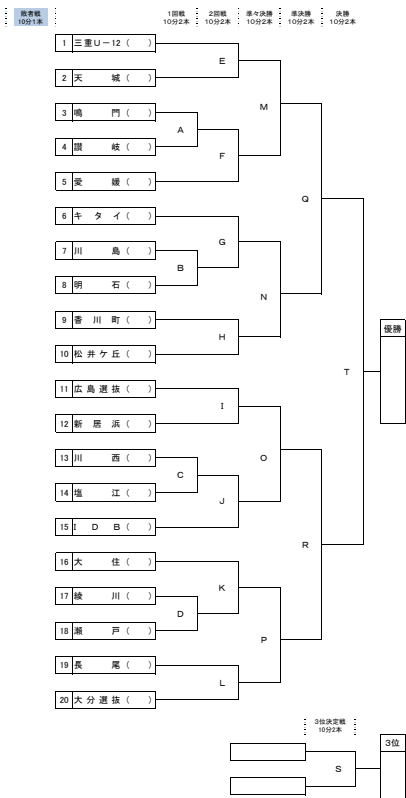 敗者戦 1回戦 2回戦 準々決勝 準決勝 決勝
10分1本 10分2本 10分2本 10分2本 10分2本 10分2本
1 三重U-12 ( )
E
2 天城 ( )
M
3 鳴門 ( )
A
4 讃岐 ( )
F
5 愛媛 ( )
Q
6 キタイ ( )
G
7 川島 ( )
B
8 明石 ( )
N
9 香川町 ( )
優勝
H
10 松井ケ丘 ( )
T
11 広島選抜 ( )
I
12 新居浜 ( )
O
13 川西 ( )
C
14 塩江 ( )
J
15 IDB ( )
R
16 大住 ( )
K
17 綾川 ( )
D
18 瀬戸 ( )
P
19 長尾 ( )
L
20 大分選抜 ( )
3位決定戦
10分2本
3位
S